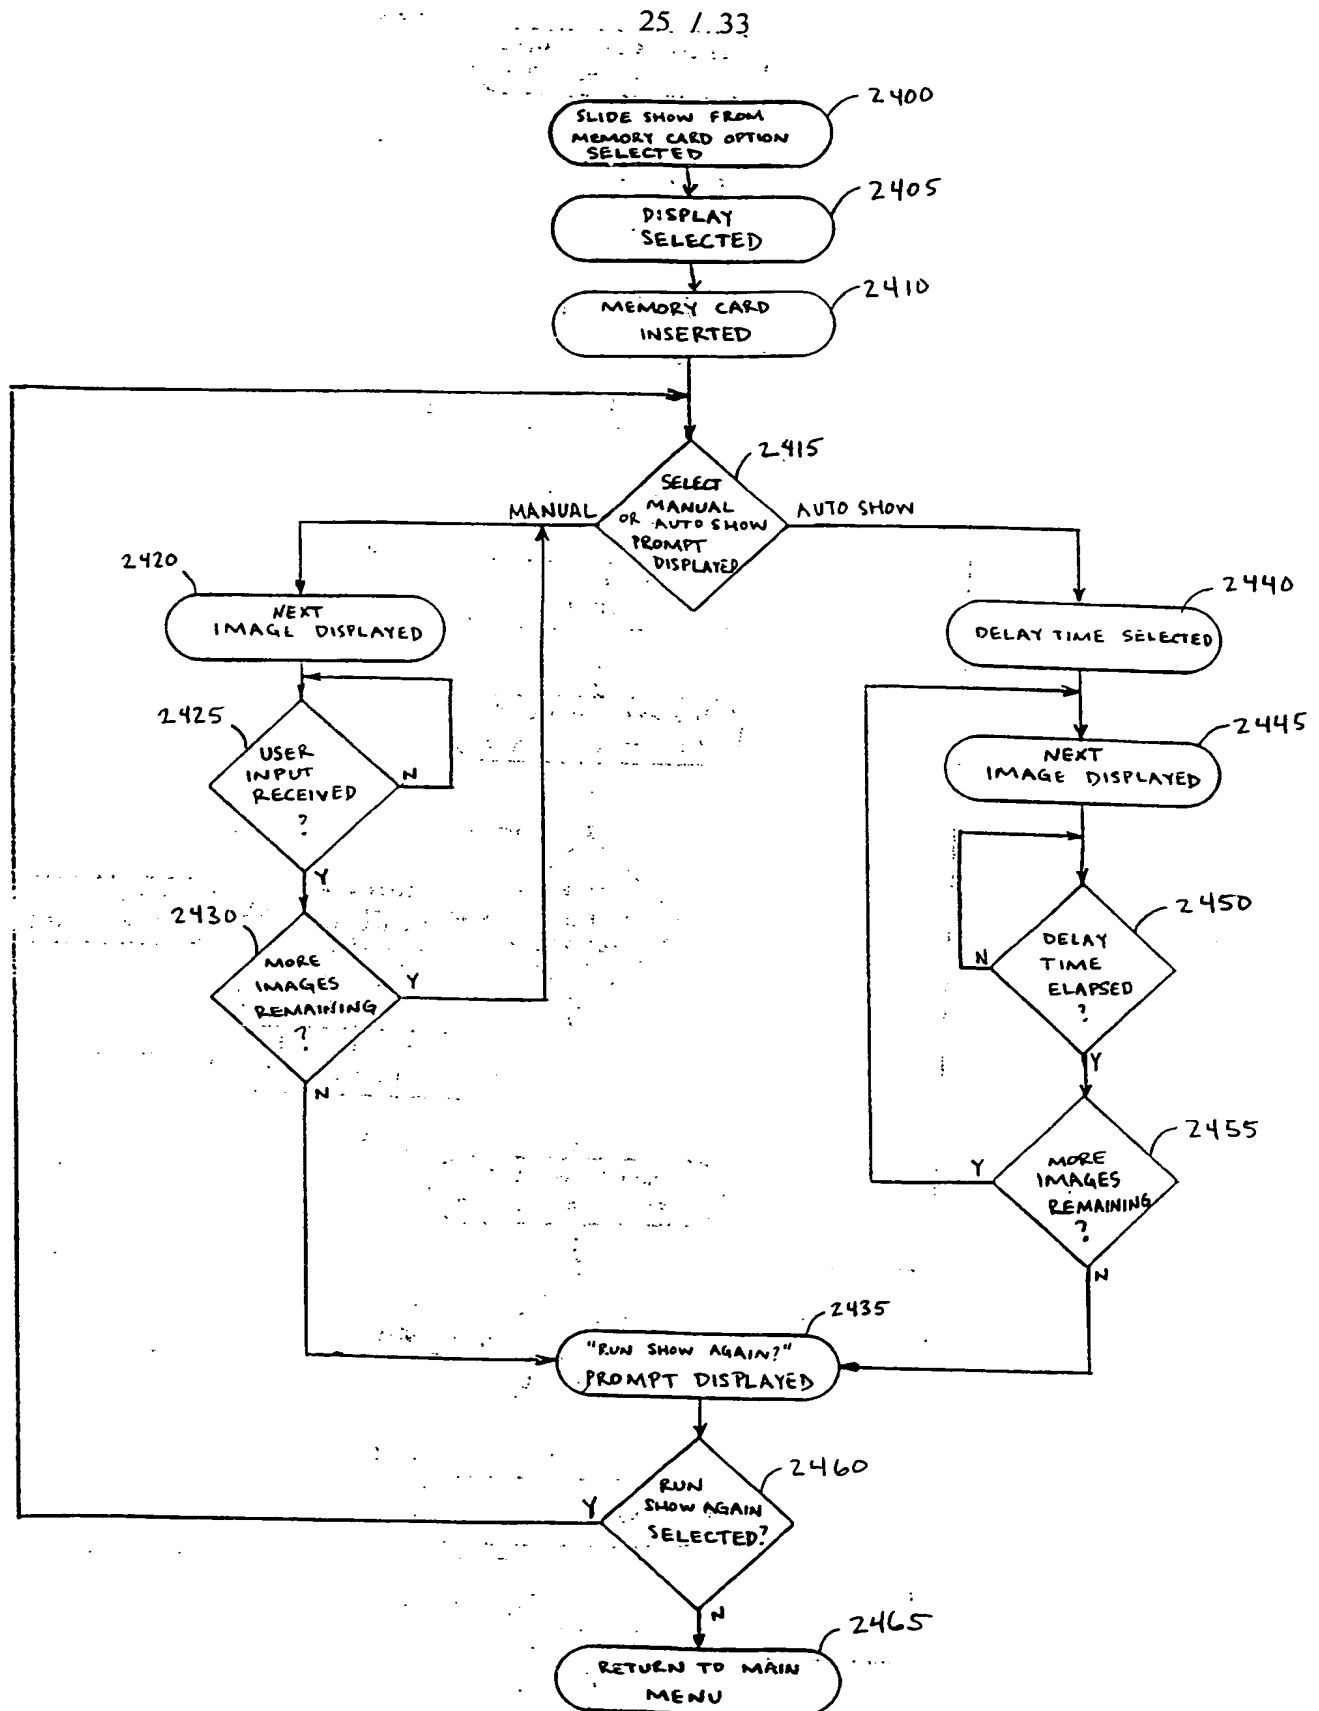 25 / 33
2400
SLIDE SHOW FROM
MEMORY CARD OPTION
SELECTED
2405
DISPLAY
SELECTED
2410
MEMORY CARD
INSERTED
2415
SELECT
MANUAL
OR AUTO SHOW
PROMPT
DISPLAYED
MANUAL
AUTO SHOW
2420
NEXT
IMAGE DISPLAYED
2425
USER
INPUT
RECEIVED
?
N
Y
2430
MORE
IMAGES
REMAINING
?
Y
N
2440
DELAY TIME SELECTED
2445
NEXT
IMAGE DISPLAYED
2450
DELAY
TIME
ELAPSED
?
N
Y
2455
MORE
IMAGES
REMAINING
?
Y
N
2435
"RUN SHOW AGAIN?"
PROMPT DISPLAYED
2460
RUN
SHOW AGAIN
SELECTED?
Y
N
2465
RETURN TO MAIN
MENU